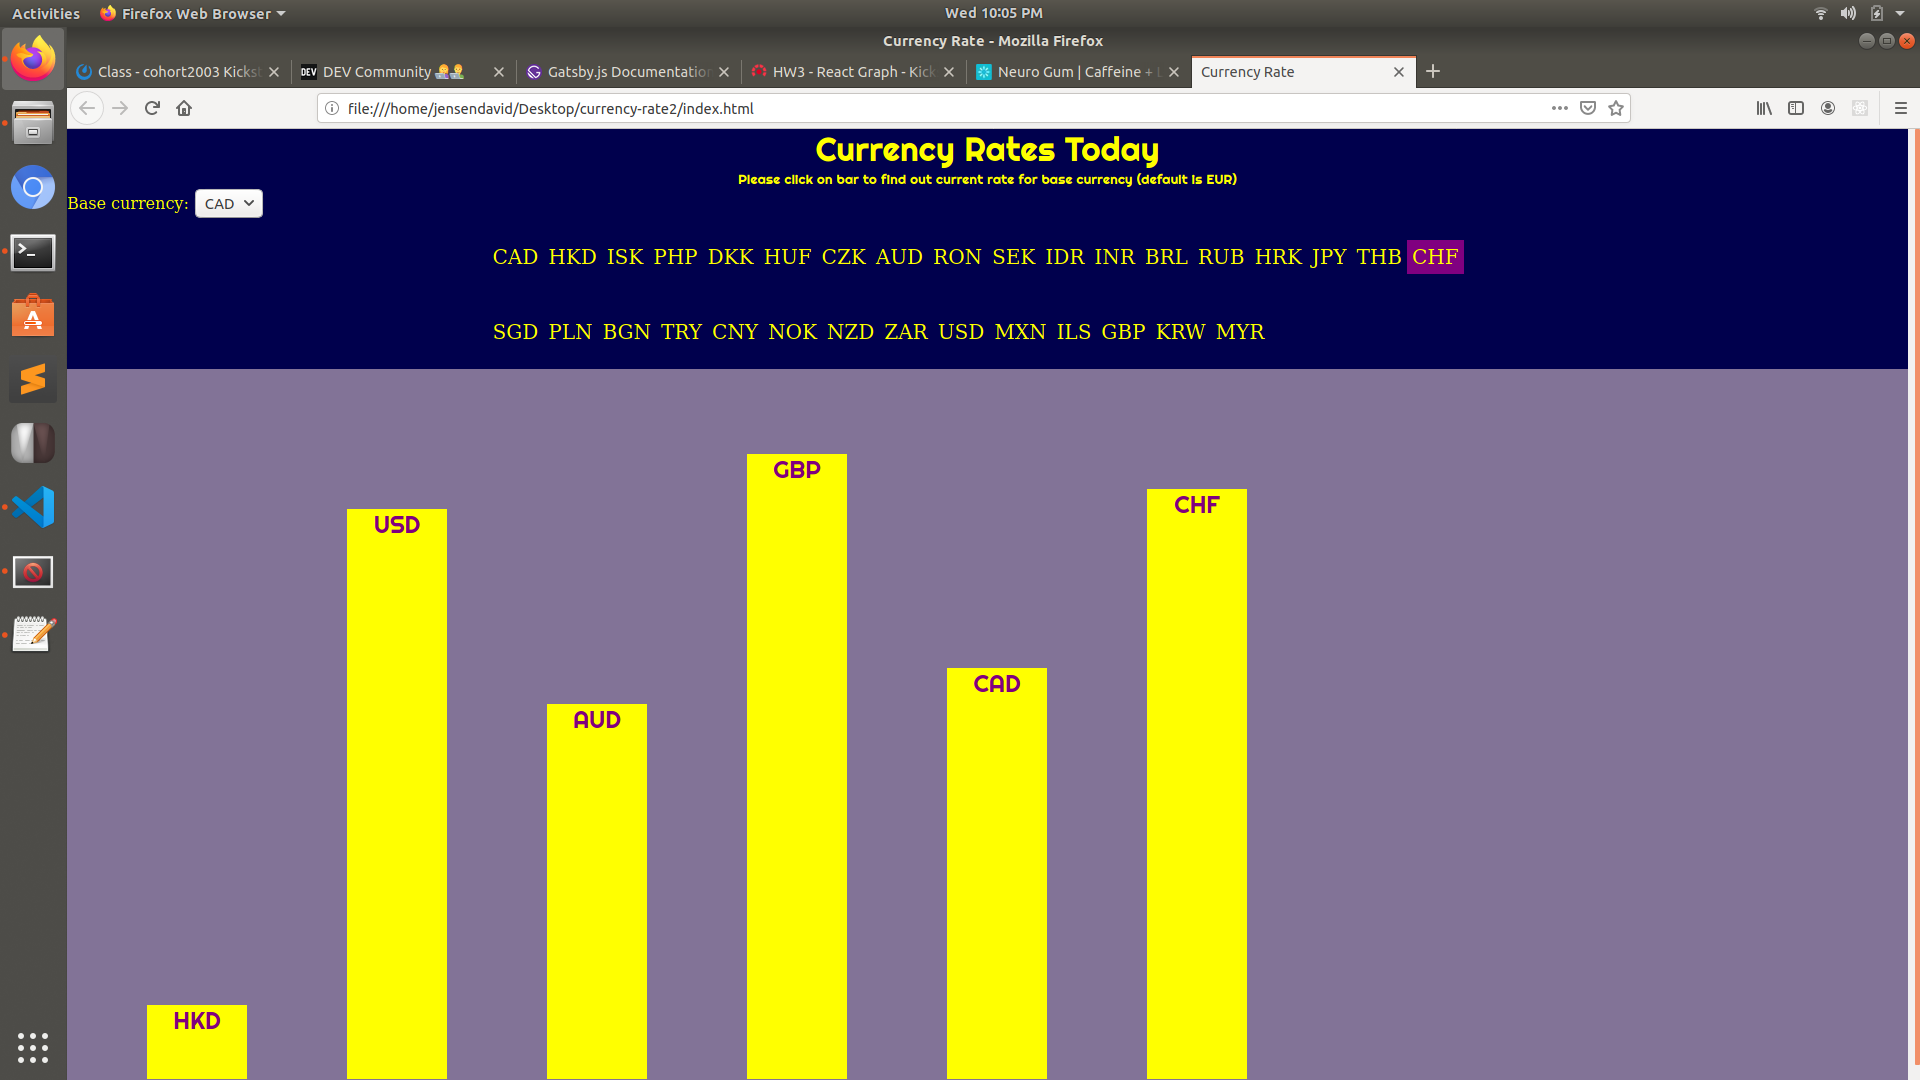 Activities Firefox Web Browser Wed 10:05 PM
Currency Rate - Mozilla Firefox
Class - cohort2003 Kickst DEV DEV Community Gatsby.js Documentation HW3 - React Graph - Kick Neuro Gum | Caffeine + L Currency Rate
file:///home/jensendavid/Desktop/currency-rate2/index.html
Currency Rates Today
Please click on bar to find out current rate for base currency (default is EUR)
Base currency: CAD
CAD HKD ISK PHP DKK HUF CZK AUD RON SEK IDR INR BRL RUB HRK JPY THB CHF
SGD PLN BGN TRY CNY NOK NZD ZAR USD MXN ILS GBP KRW MYR
GBP
CHF
USD
CAD
AUD
HKD